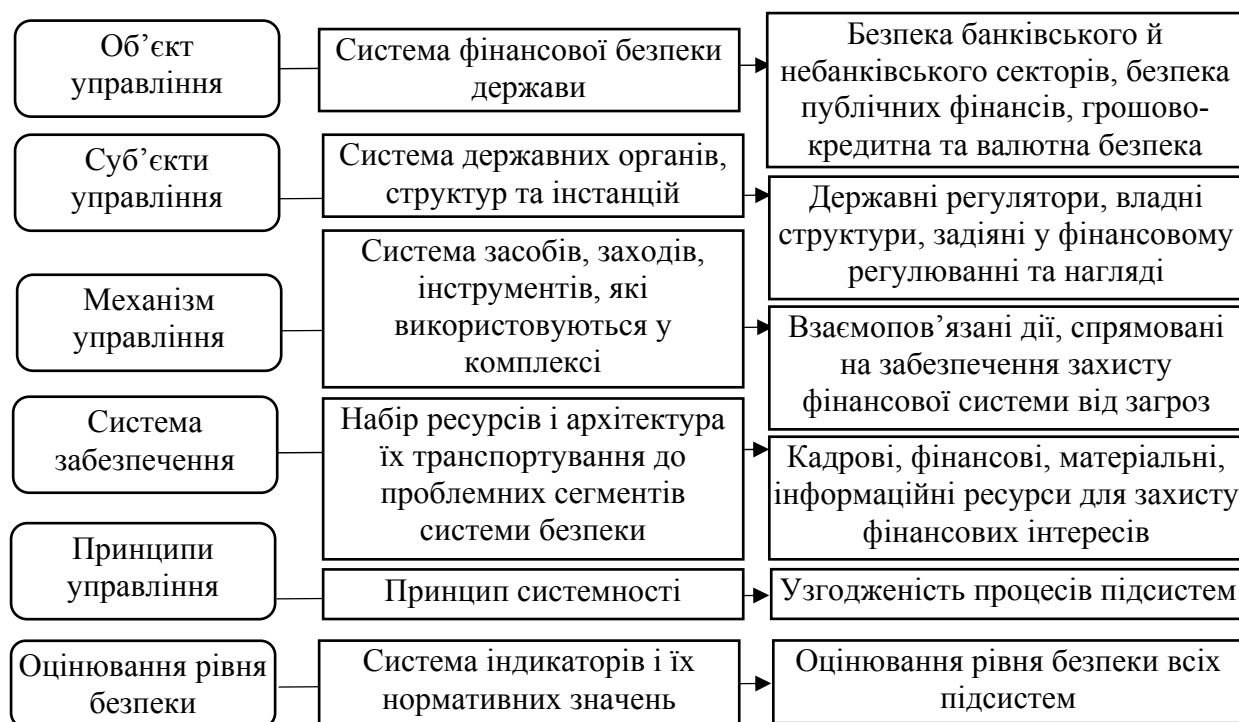 Об’єкт
управління
Система фінансової безпеки
держави
Безпека банківського й
небанківського секторів, безпека
публічних фінансів, грошово-
кредитна та валютна безпека
Суб’єкти
управління
Система державних органів,
структур та інстанцій
Державні регулятори, владні
структури, задіяні у фінансовому
регулюванні та нагляді
Механізм
управління
Система засобів, заходів,
інструментів, які
використовуються у
комплексі
Взаємопов’язані дії, спрямовані
на забезпечення захисту
фінансової системи від загроз
Система
забезпечення
Набір ресурсів і архітектура
їх транспортування до
проблемних сегментів
системи безпеки
Кадрові, фінансові, матеріальні,
інформаційні ресурси для захисту
фінансових інтересів
Принципи
управління
Принцип системності
Узгодженість процесів підсистем
Оцінювання рівня
безпеки
Система індикаторів і їх
нормативних значень
Оцінювання рівня безпеки всіх
підсистем